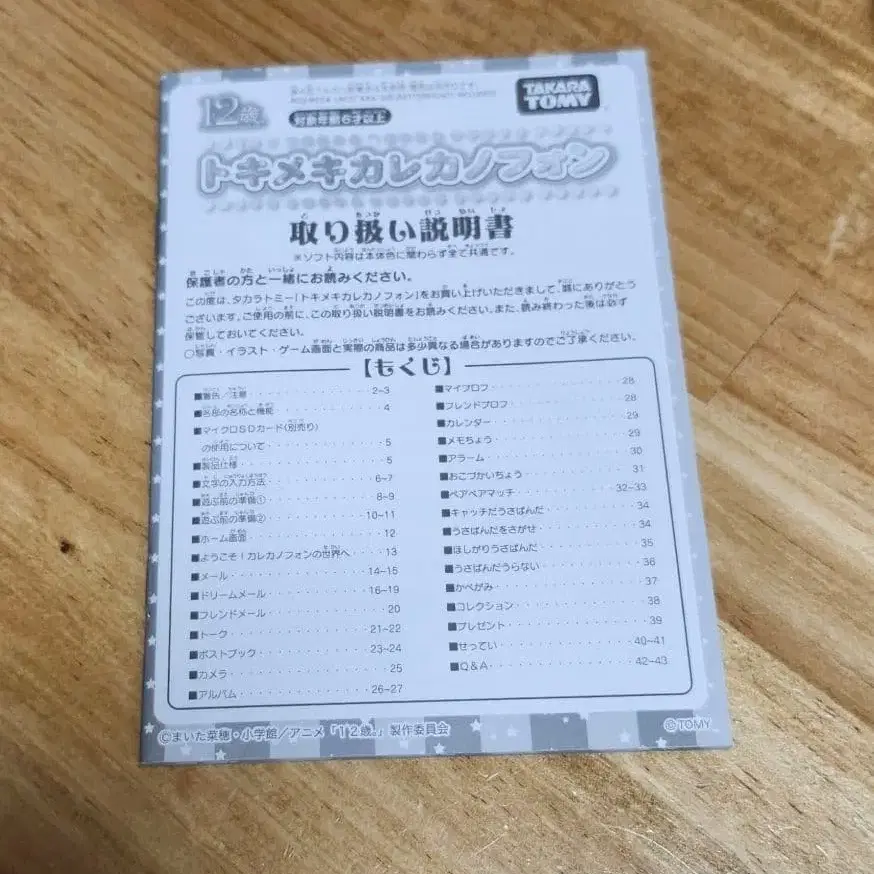 12歳。
TAKARA TOMY
対象年齢6才以上
トキメキカレカノフォン
取り扱い説明書
※ソフト内容は本体色に関わらず全て共通です。
保護者の方と一緒にお読みください。
この度は、タカラトミー「トキメキカレカノフォン」をお買い上げいただきまして、誠にありがとう
ございます。ご使用の前に、この取り扱い説明書をお読みください。また、読み終わった後は必ず
保管しておいてください。
○写真・イラスト・ゲーム画面と実際の商品は多少異なる場合がありますのでご了承ください。
【もくじ】
■警告/注意 2~3
■各部の名称と機能 4
■マイクロSDカード(別売り)
の使用について 5
■製品仕様 5
■文字の入力方法 6~7
■遊ぶ前の準備① 8~9
■遊ぶ前の準備② 10~11
■ホーム画面 12
■ようこそ!カレカノフォンの世界へ 13
■メール 14~15
■ドリームメール 16~19
■フレンドメール 20
■トーク 21~22
■ポストブック 23~24
■カメラ 25
■アルバム 26~27
■マイプロフ 28
■フレンドプロフ 28
■カレンダー 29
■メモちょう 29
■アラーム 30
■おこづかいちょう 31
■ペアペアマッチ 32~33
■キャッチだうさぱんだ 34
■うさぱんだをさがせ 34
■ほしがりうさぱんだ 35
■うさぱんだうらない 36
■かべがみ 37
■コレクション 38
■プレゼント 39
■せってい 40~41
■Q&A 42~43
©まいた菜穂・小学館/アニメ「12歳。」製作委員会
©TOMY